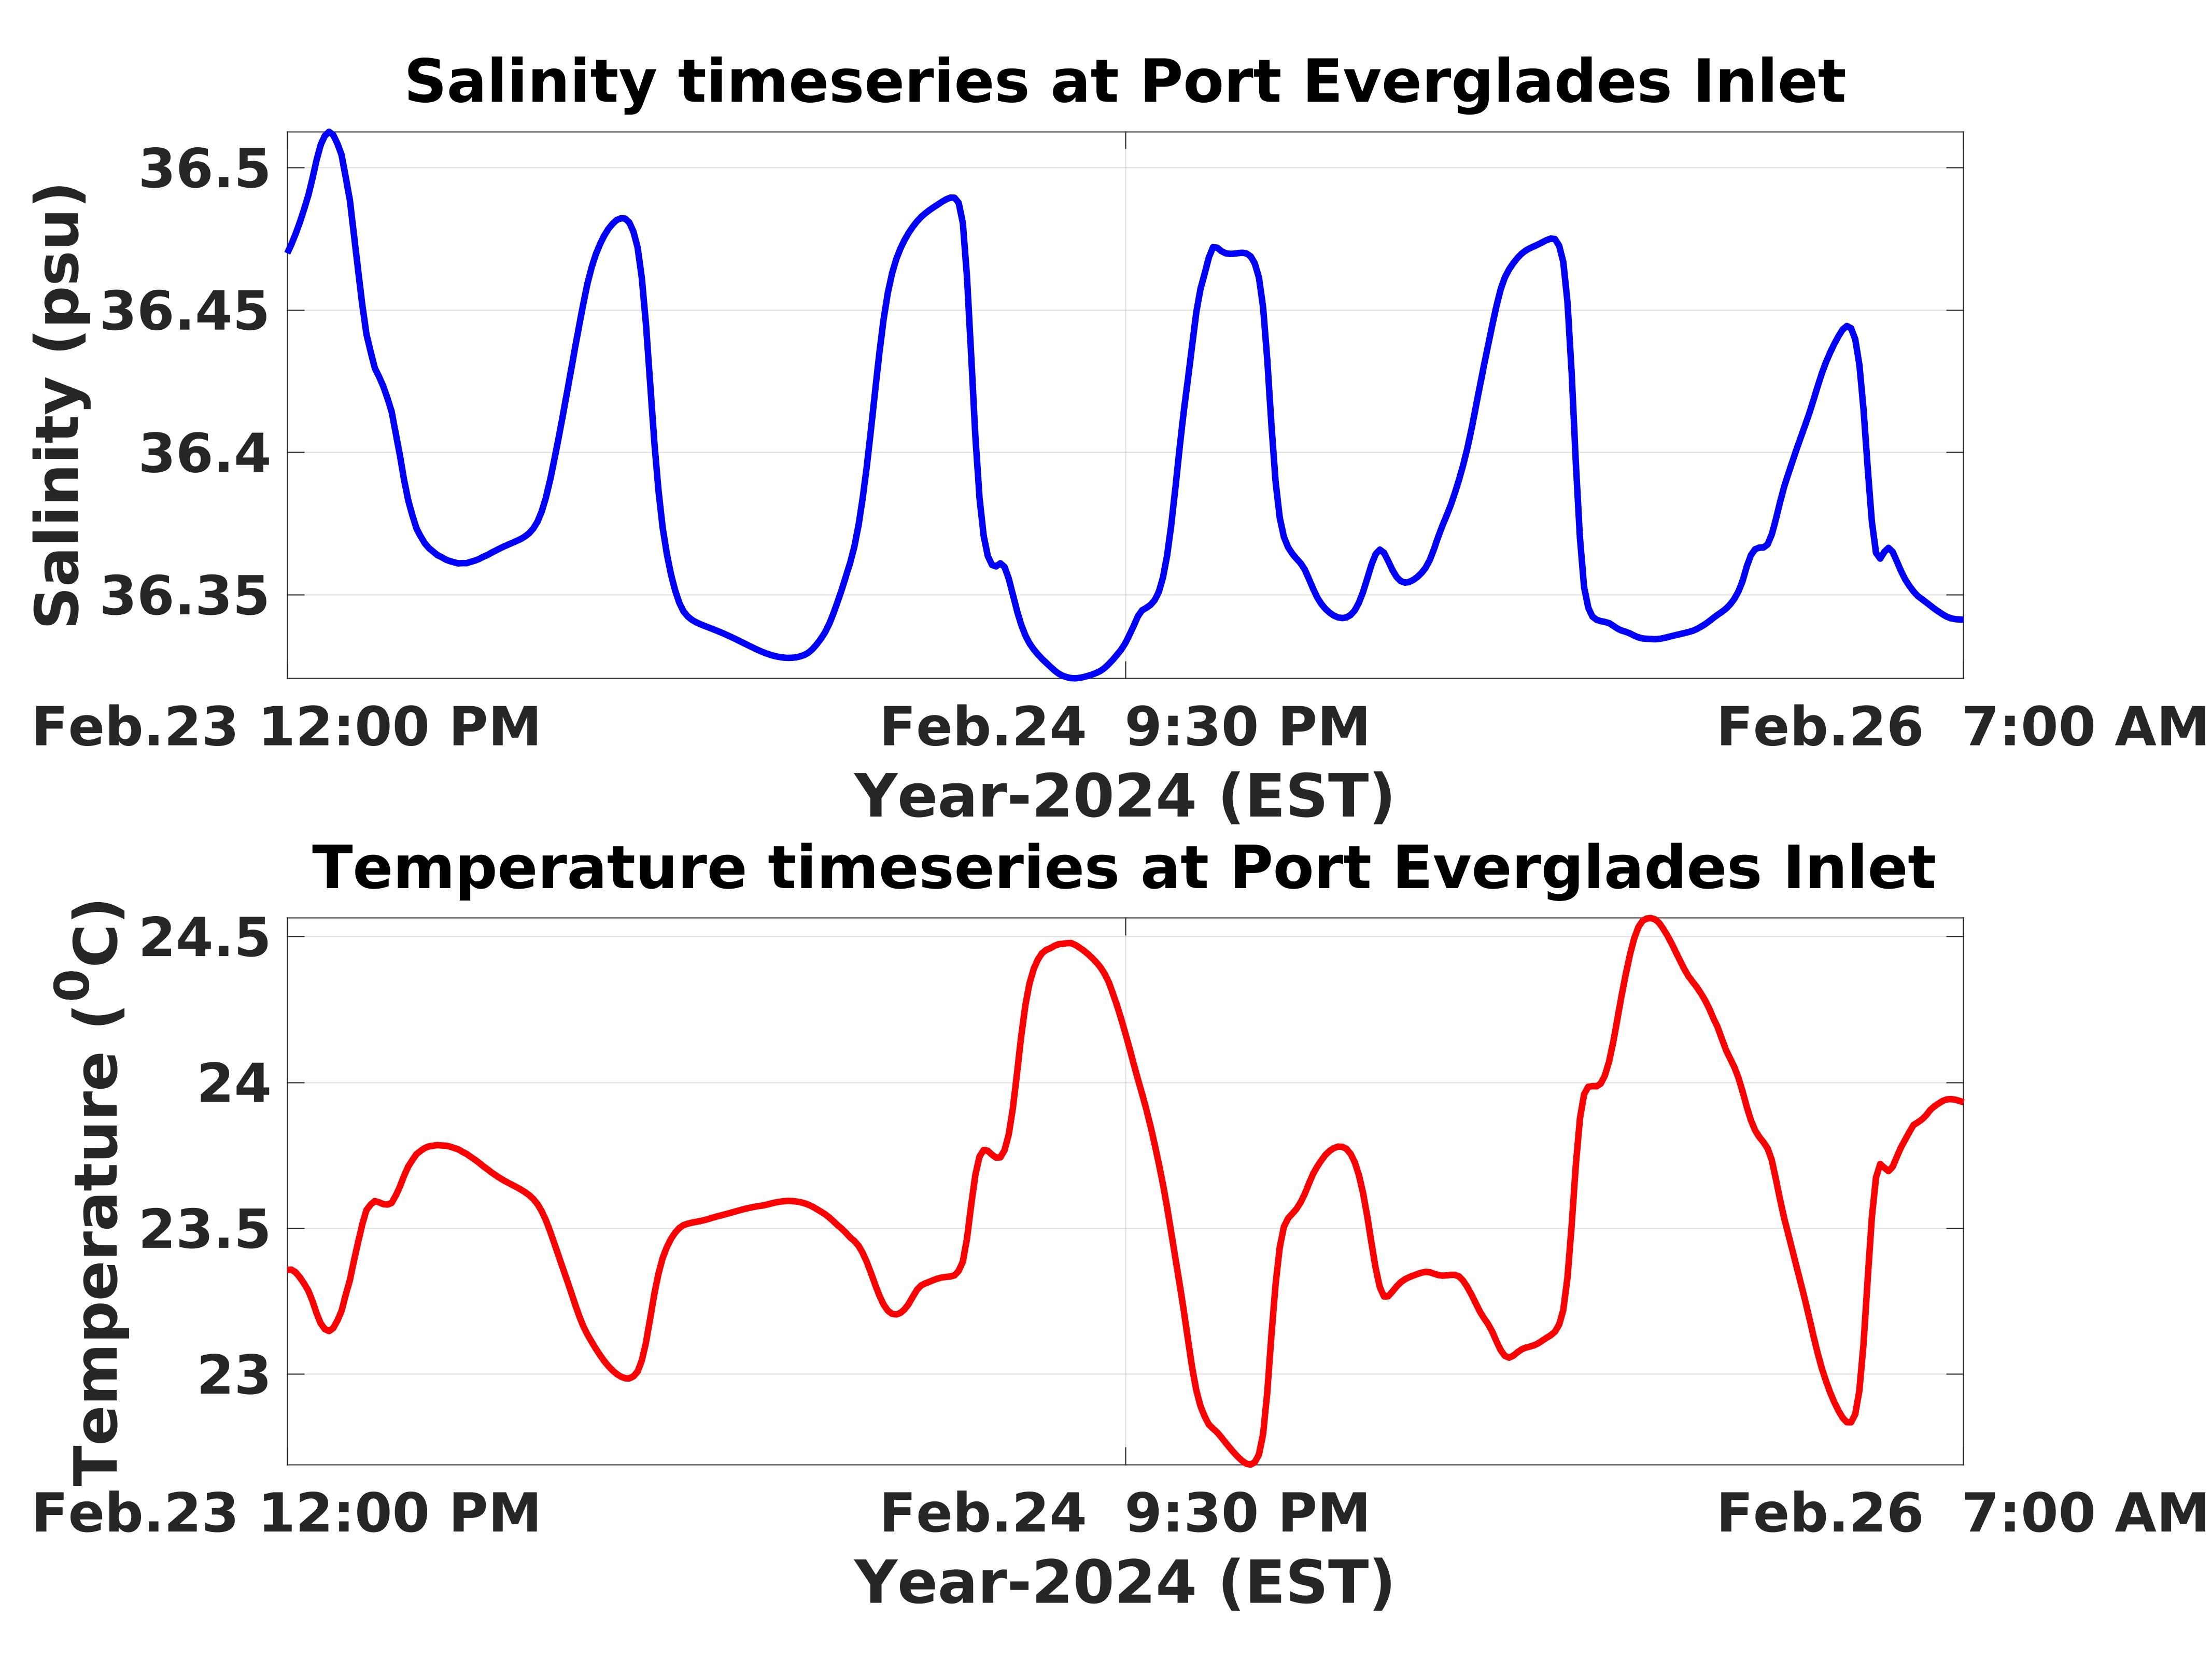 Salinity timeseries at Port Everglades Inlet
Salinity (psu)
36.5
36.45
36.4
36.35
Feb.23 12:00 PM Feb.24  9:30 PM Feb.26  7:00 AM
Year-2024 (EST)
Temperature timeseries at Port Everglades Inlet
Temperature (⁰C)
24.5
24
23.5
23
Feb.23 12:00 PM Feb.24  9:30 PM Feb.26  7:00 AM
Year-2024 (EST)